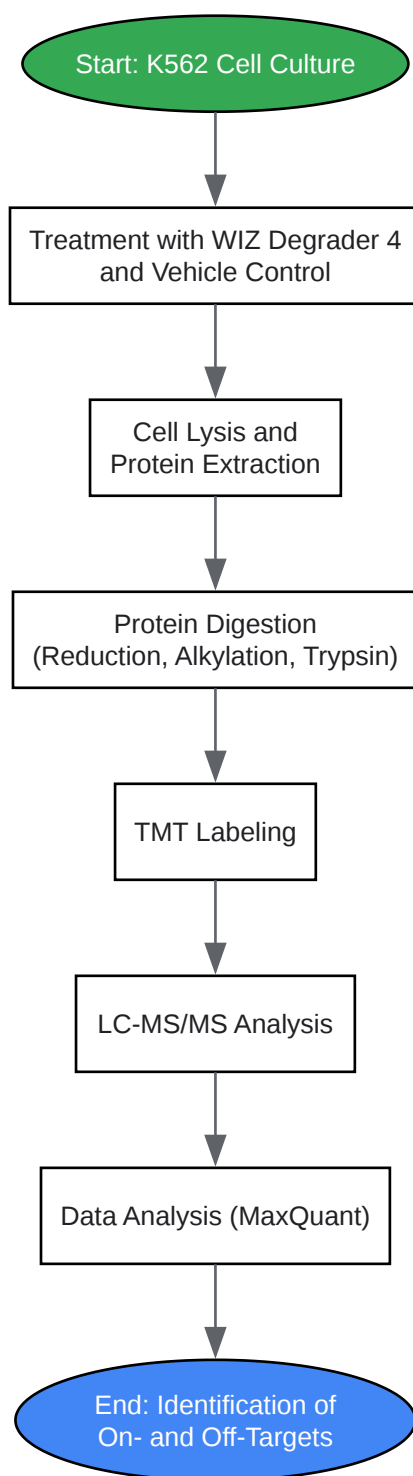 Start: K562 Cell Culture
Treatment with WIZ Degrader 4
and Vehicle Control
Cell Lysis and
Protein Extraction
Protein Digestion
(Reduction, Alkylation, Trypsin)
TMT Labeling
LC-MS/MS Analysis
Data Analysis (MaxQuant)
End: Identification of
On- and Off-Targets